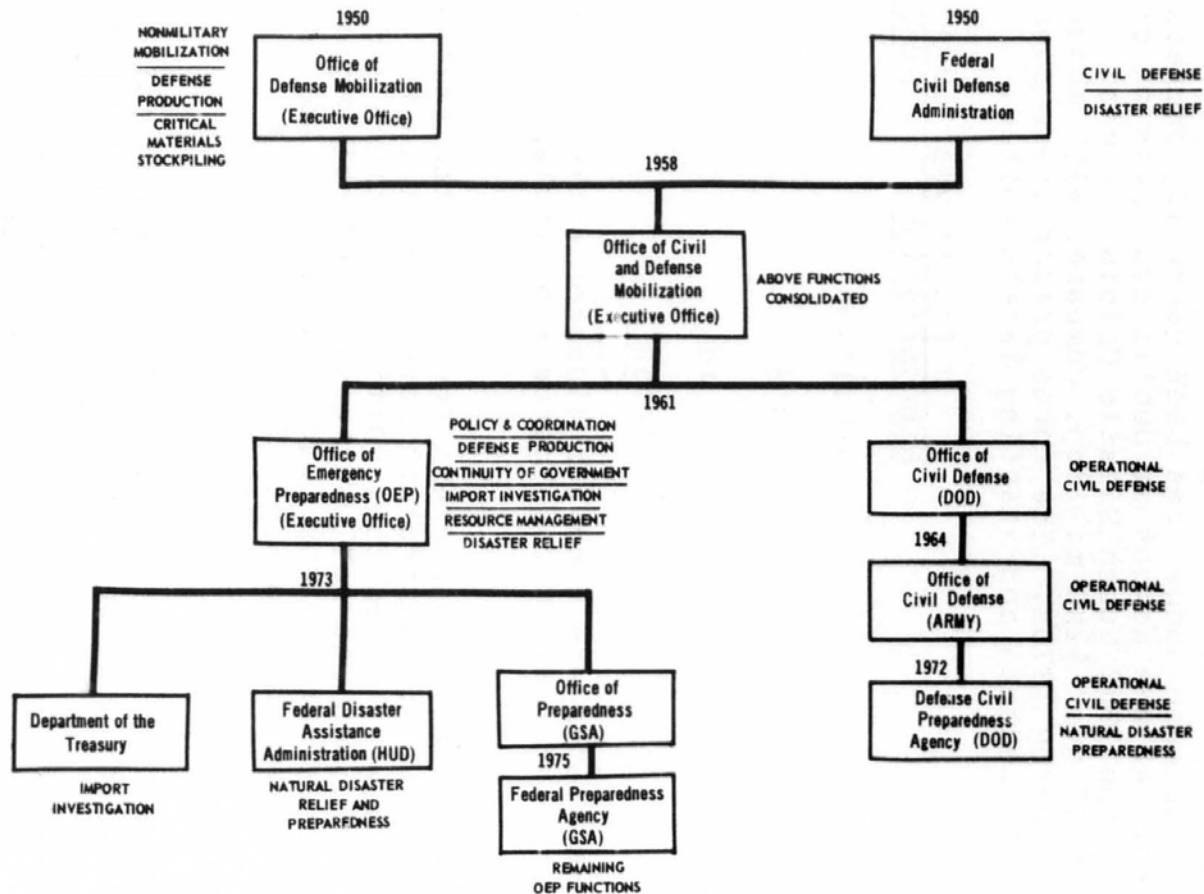 1950
NONMILITARY
MOBILIZATION
DEFENSE
PRODUCTION
CRITICAL
MATERIALS
STOCKPILING
Office of
Defense Mobilization
(Executive Office)
1950
Federal
Civil Defense
Administration
CIVIL DEFENSE
DISASTER RELIEF
1958
Office of Civil
and Defense
Mobilization
(Executive Office)
ABOVE FUNCTIONS
CONSOLIDATED
1961
Office of
Emergency
Preparedness (OEP)
(Executive Office)
POLICY & COORDINATION
DEFENSE PRODUCTION
CONTINUITY OF GOVERNMENT
IMPORT INVESTIGATION
RESOURCE MANAGEMENT
DISASTER RELIEF
Office of
Civil Defense
(DOD)
OPERATIONAL
CIVIL DEFENSE
1964
Office of
Civil Defense
(ARMY)
OPERATIONAL
CIVIL DEFENSE
1972
Defense Civil
Preparedness
Agency (DOD)
OPERATIONAL
CIVIL DEFENSE
NATURAL DISASTER
PREPAREDNESS
1973
Department of the
Treasury
IMPORT
INVESTIGATION
Federal Disaster
Assistance
Administration (HUD)
NATURAL DISASTER
RELIEF AND
PREPAREDNESS
Office of
Preparedness
(GSA)
1975
Federal Preparedness
Agency
(GSA)
REMAINING
OEP FUNCTIONS